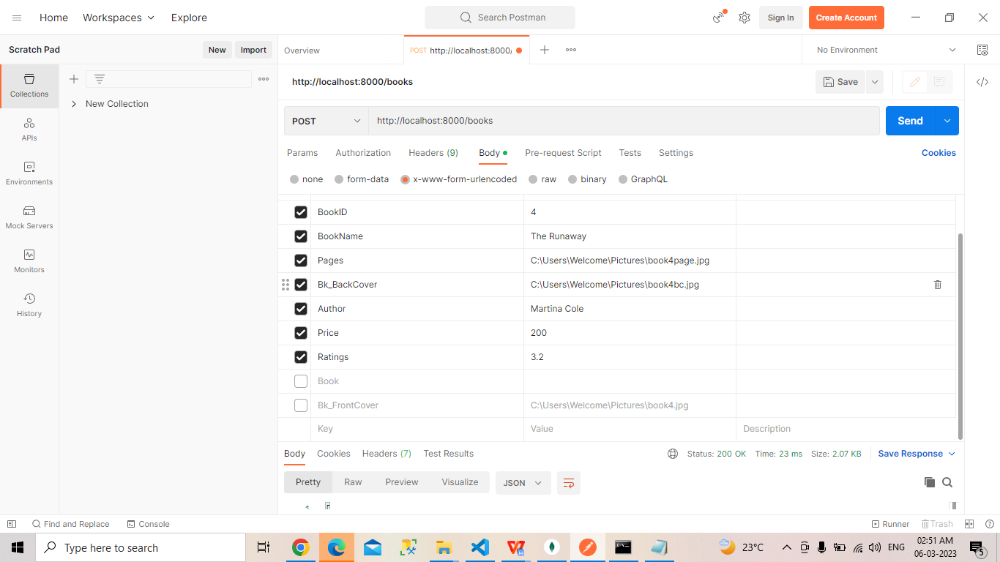 Home Workspaces Explore Search Postman Sign In Create Account
Scratch Pad New Import Overview POST http://localhost:8000/ No Environment
Collections
APIs
Environments
Mock Servers
Monitors
History
New Collection
http://localhost:8000/books Save
POST http://localhost:8000/books Send
Params Authorization Headers (9) Body Pre-request Script Tests Settings Cookies
none form-data x-www-form-urlencoded raw binary GraphQL
BookID 4
BookName The Runaway
Pages C:\Users\Welcome\Pictures\book4page.jpg
Bk_BackCover C:\Users\Welcome\Pictures\book4bc.jpg
Author Martina Cole
Price 200
Ratings 3.2
Book
Bk_FrontCover C:\Users\Welcome\Pictures\book4.jpg
Key Value Description
Body Cookies Headers (7) Test Results Status: 200 OK Time: 23 ms Size: 2.07 KB Save Response
Pretty Raw Preview Visualize JSON
Find and Replace Console Runner Trash
Type here to search 23°C ENG 02:51 AM
06-03-2023 5